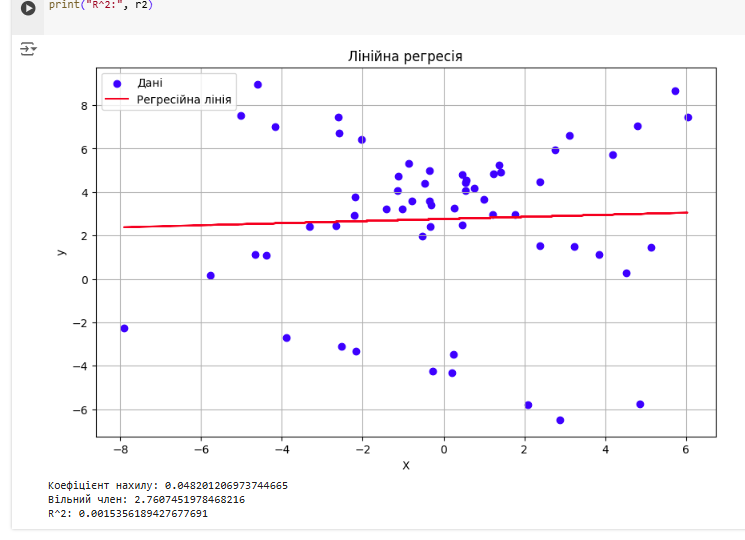 print("R^2:", r2)
Лінійна регресія
Дані
Регресійна лінія
8
6
4
2
0
−2
−4
−6
y
−8
−6
−4
−2
0
2
4
6
X
Коефіцієнт нахилу: 0.048201206973744665
Вільний член: 2.7607451978468216
R^2: 0.0015356189427677691